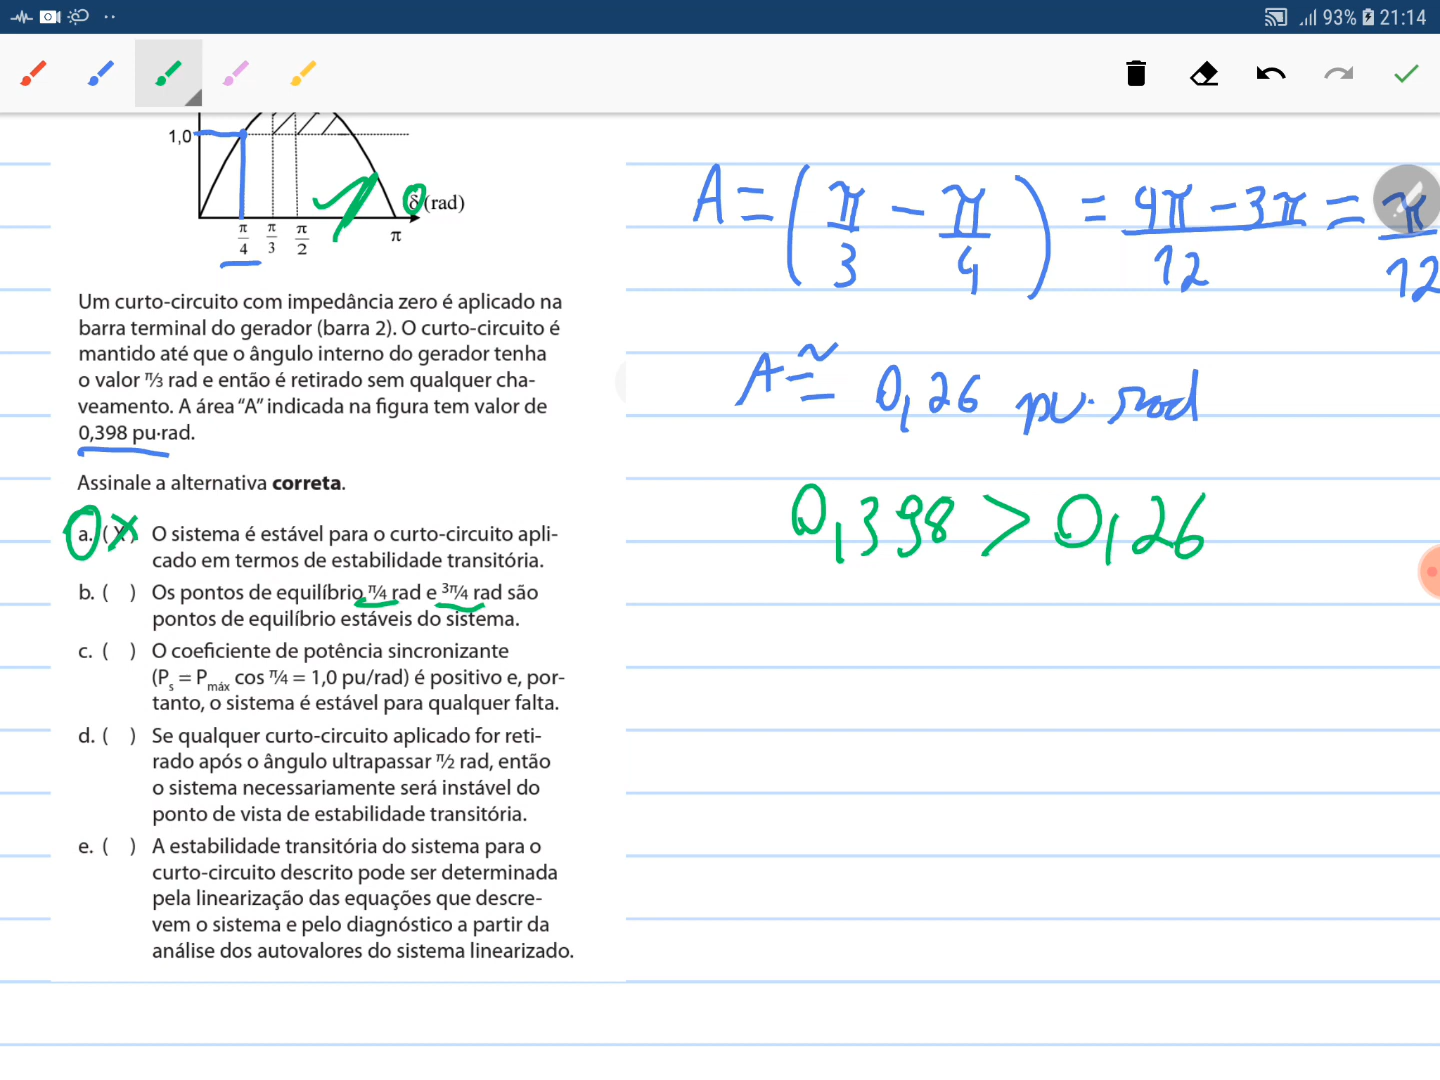 93% 21:14
1,0
δ (rad)
π/4 π/3 π/2 π
A = (π/3 − π/4) = 4π − 3π/12 = π/12
Um curto-circuito com impedância zero é aplicado na
barra terminal do gerador (barra 2). O curto-circuito é
mantido até que o ângulo interno do gerador tenha
o valor π/3 rad e então é retirado sem qualquer cha-
veamento. A área “A” indicada na figura tem valor de
0,398 pu·rad.
A ≅ 0,26 pu·rad
Assinale a alternativa correta.
0,398 > 0,26
a. ( X ) O sistema é estável para o curto-circuito apli-
cado em termos de estabilidade transitória.
b. ( ) Os pontos de equilíbrio π/4 rad e 3π/4 rad são
pontos de equilíbrio estáveis do sistema.
c. ( ) O coeficiente de potência sincronizante
(Ps = Pmáx cos π/4 = 1,0 pu/rad) é positivo e, por-
tanto, o sistema é estável para qualquer falta.
d. ( ) Se qualquer curto-circuito aplicado for reti-
rado após o ângulo ultrapassar π/2 rad, então
o sistema necessariamente será instável do
ponto de vista de estabilidade transitória.
e. ( ) A estabilidade transitória do sistema para o
curto-circuito descrito pode ser determinada
pela linearização das equações que descre-
vem o sistema e pelo diagnóstico a partir da
análise dos autovalores do sistema linearizado.